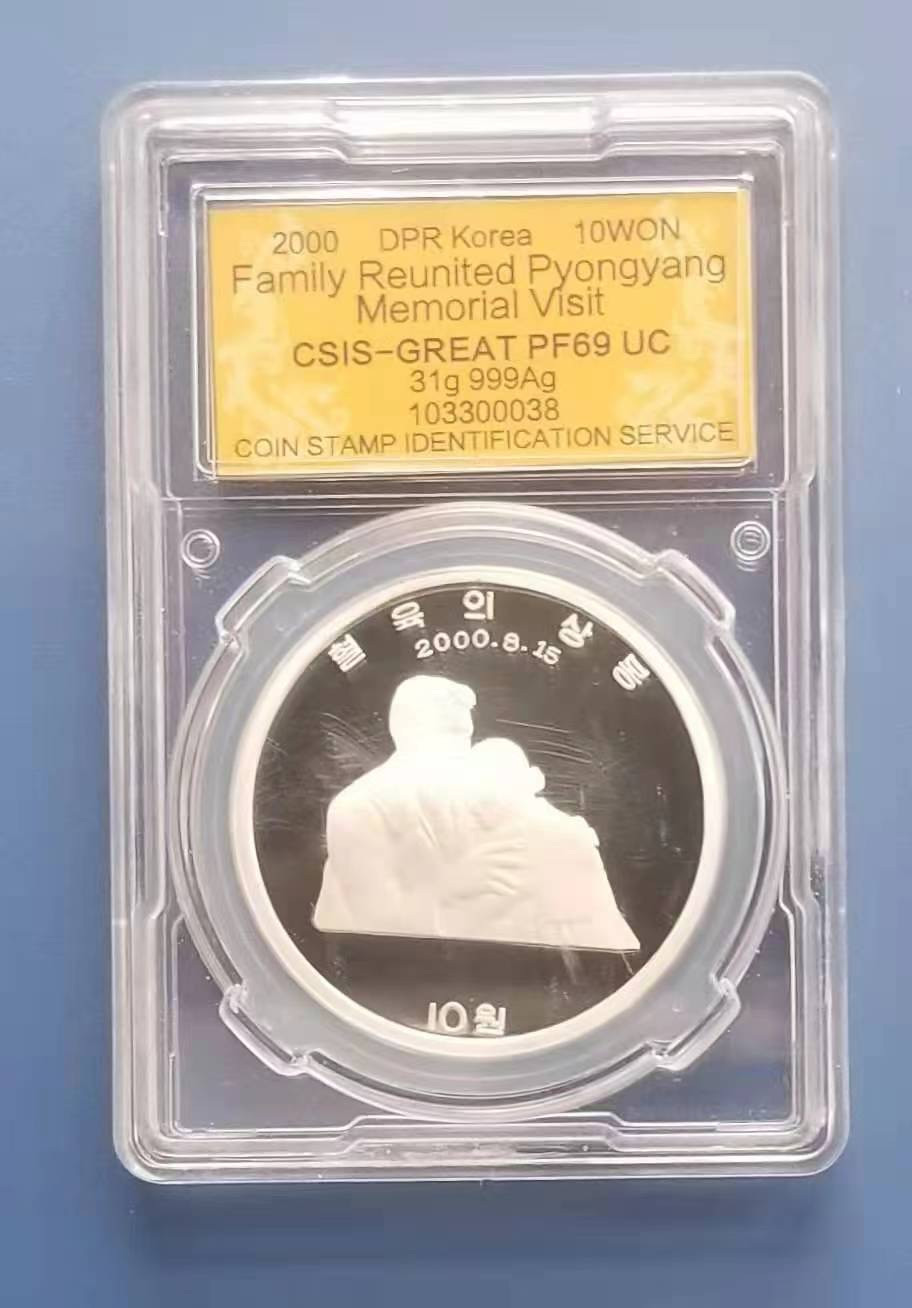 2000 DPR Korea 10WON
Family Reunited Pyongyang
Memorial Visit
CSIS-GREAT PF69 UC
31g 999Ag
103300038
COIN STAMP IDENTIFICATION SERVICE
혈육의상봉
2000.8.15
10원